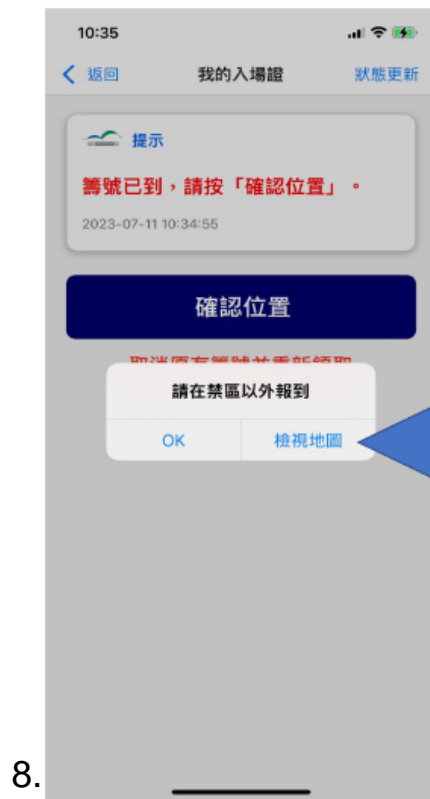 10:35
返回 我的入場證 狀態更新
提示
籌號已到，請按「確認位置」。
2023-07-11 10:34:55
確認位置
請在禁區以外報到
OK 檢視地圖
8.